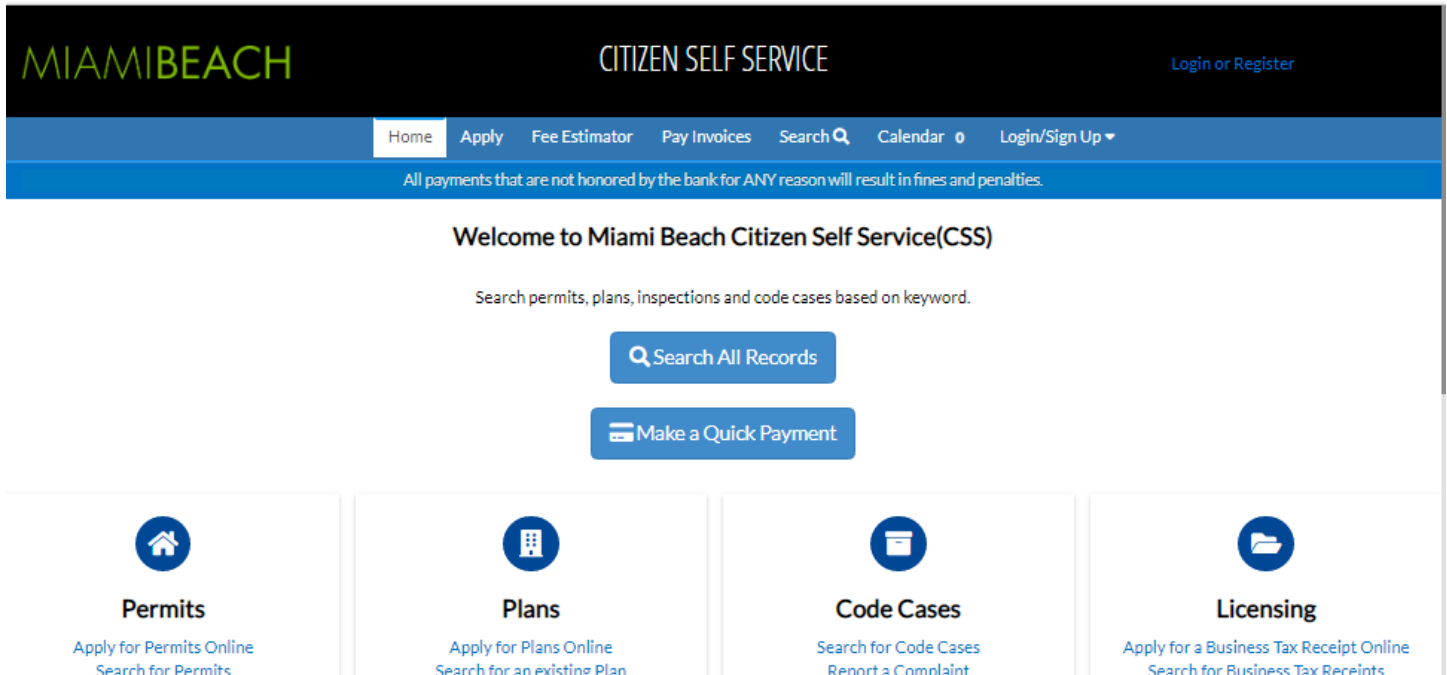 MIAMIBEACH
CITIZEN SELF SERVICE
Login or Register
Home Apply Fee Estimator Pay Invoices Search Calendar 0 Login/Sign Up
All payments that are not honored by the bank for ANY reason will result in fines and penalties.
Welcome to Miami Beach Citizen Self Service(CSS)
Search permits, plans, inspections and code cases based on keyword.
Search All Records
Make a Quick Payment
Permits
Apply for Permits Online
Search for Permits
Plans
Apply for Plans Online
Search for an existing Plan
Code Cases
Search for Code Cases
Report a Complaint
Licensing
Apply for a Business Tax Receipt Online
Search for Business Tax Receipts